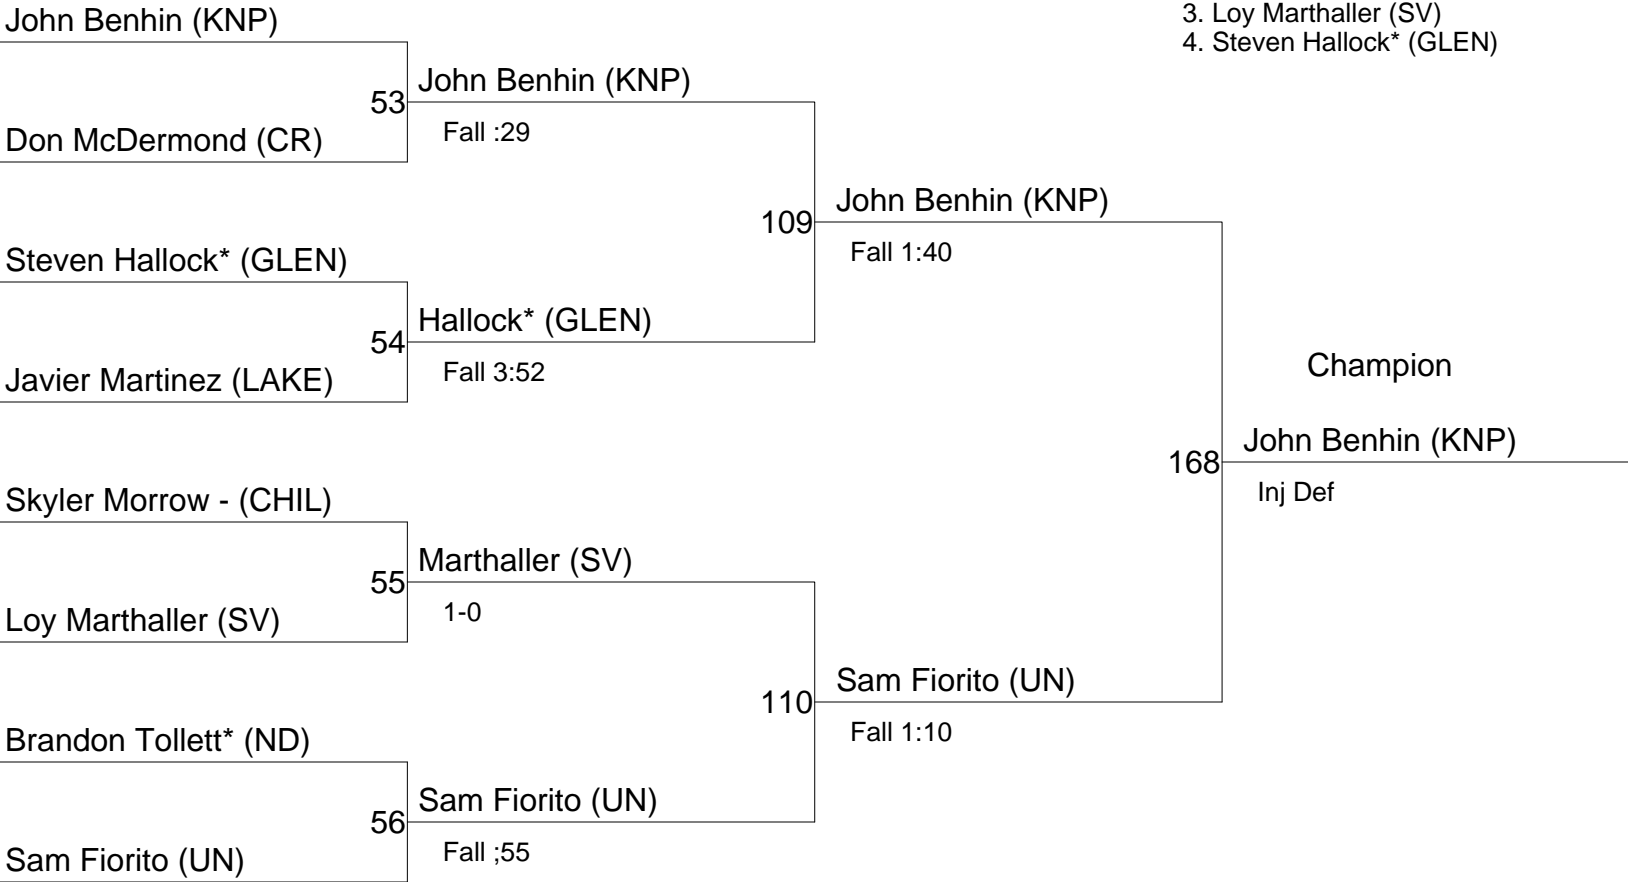 3. Loy Marthaller (SV)
4. Steven Hallock* (GLEN)
John Benhin (KNP)
53
Don McDermond (CR)
John Benhin (KNP)
Fall :29
Steven Hallock* (GLEN)
54
Javier Martinez (LAKE)
Hallock* (GLEN)
Fall 3:52
109
John Benhin (KNP)
Fall 1:40
Skyler Morrow - (CHIL)
55
Loy Marthaller (SV)
Marthaller (SV)
1-0
Brandon Tollett* (ND)
56
Sam Fiorito (UN)
Sam Fiorito (UN)
Fall ;55
110
Sam Fiorito (UN)
Fall 1:10
168
Champion
John Benhin (KNP)
Inj Def